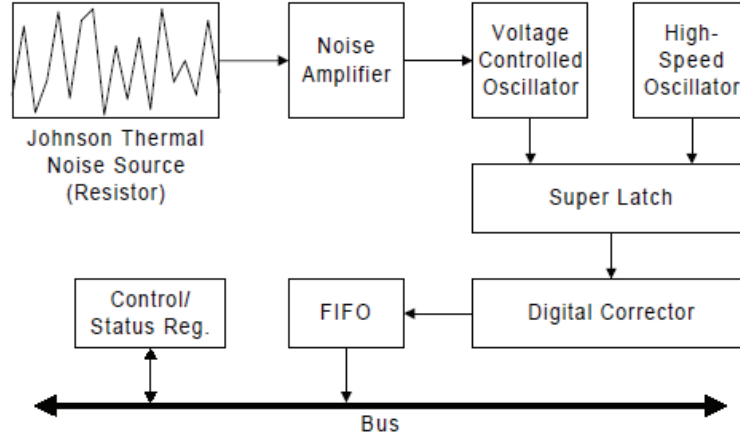 Johnson Thermal
Noise Source
(Resistor)
Noise
Amplifier
Voltage
Controlled
Oscillator
High-
Speed
Oscillator
Super Latch
Control/
Status Reg.
FIFO
Digital Corrector
Bus